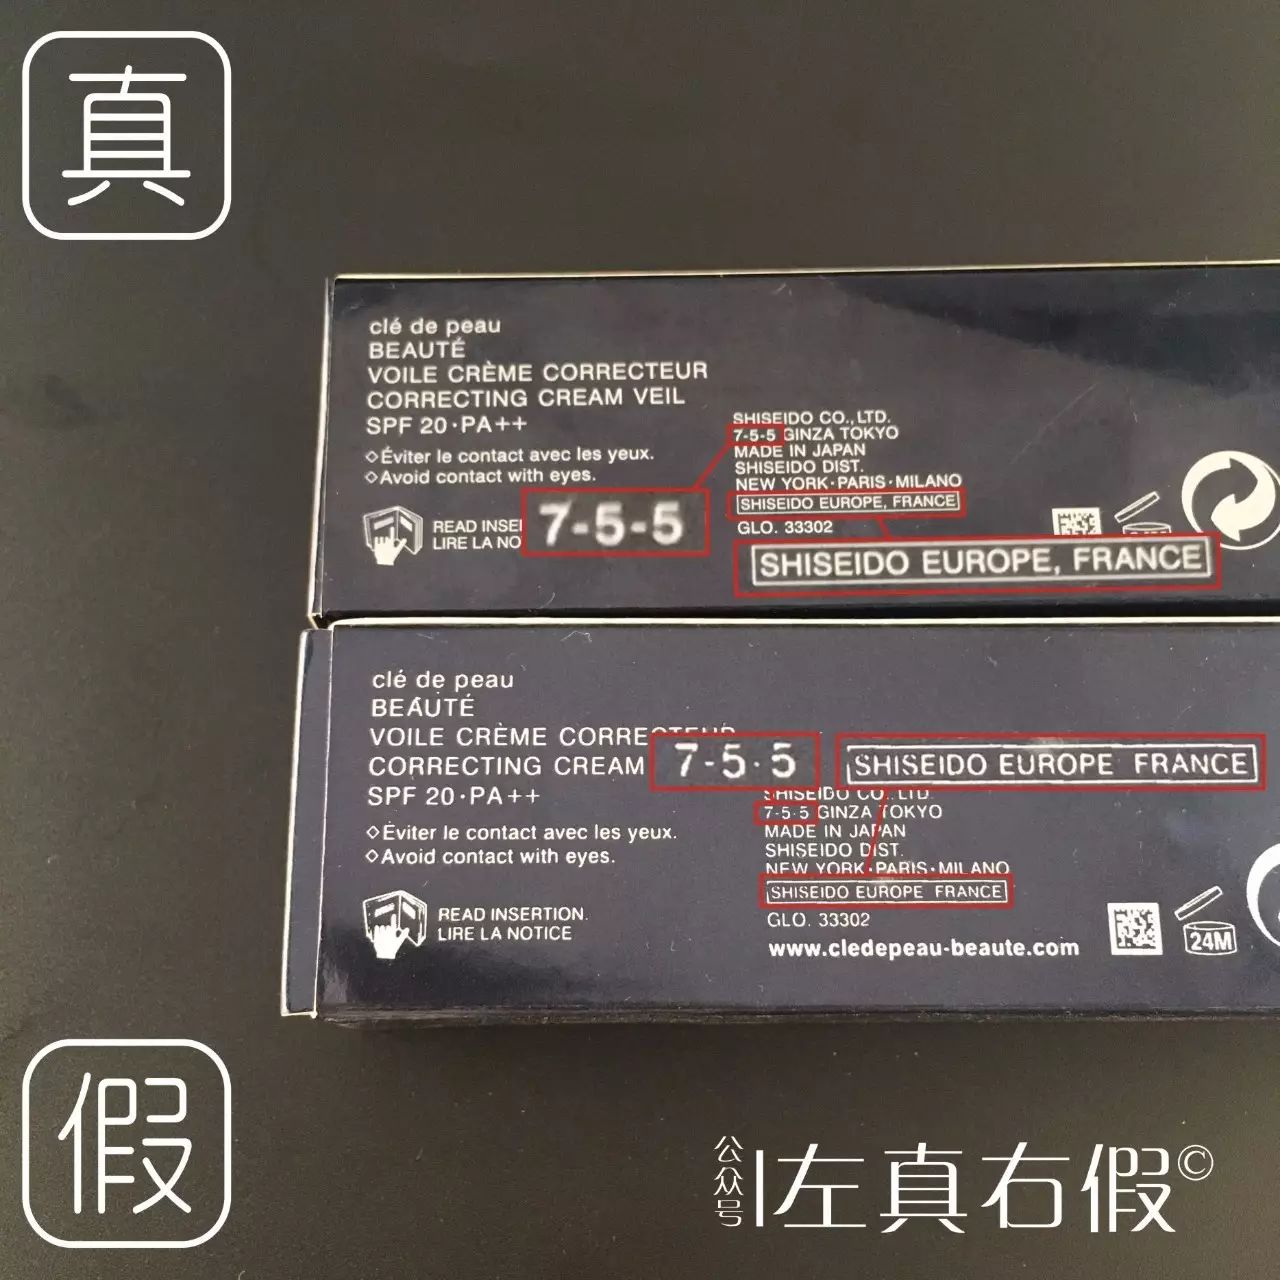 真
clé de peau
BEAUTÉ
VOILE CRÈME CORRECTEUR
CORRECTING CREAM VEIL
SPF 20·PA++
◇Éviter le contact avec les yeux.
◇Avoid contact with eyes.
READ INSE
LIRE LA NO
7-5-5
SHISEIDO CO., LTD.
7-5-5 GINZA TOKYO
MADE IN JAPAN
SHISEIDO DIST.
NEW YORK·PARIS·MILANO
SHISEIDO EUROPE, FRANCE
GLO. 33302
SHISEIDO EUROPE, FRANCE
clé de peau
BEAUTÉ
VOILE CRÈME CORRECTEUR
CORRECTING CREAM
SPF 20·PA++
◇Éviter le contact avec les yeux.
◇Avoid contact with eyes.
READ INSERTION.
LIRE LA NOTICE
7-5·5
SHISEIDO EUROPE FRANCE
SHISEIDO CO. LTD
7-5·5 GINZA TOKYO
MADE IN JAPAN
SHISEIDO DIST.
NEW YORK·PARIS·MILANO
SHISEIDO EUROPE FRANCE
GLO. 33302
www.cledepeau-beaute.com
24M
假
公众号
左真右假©